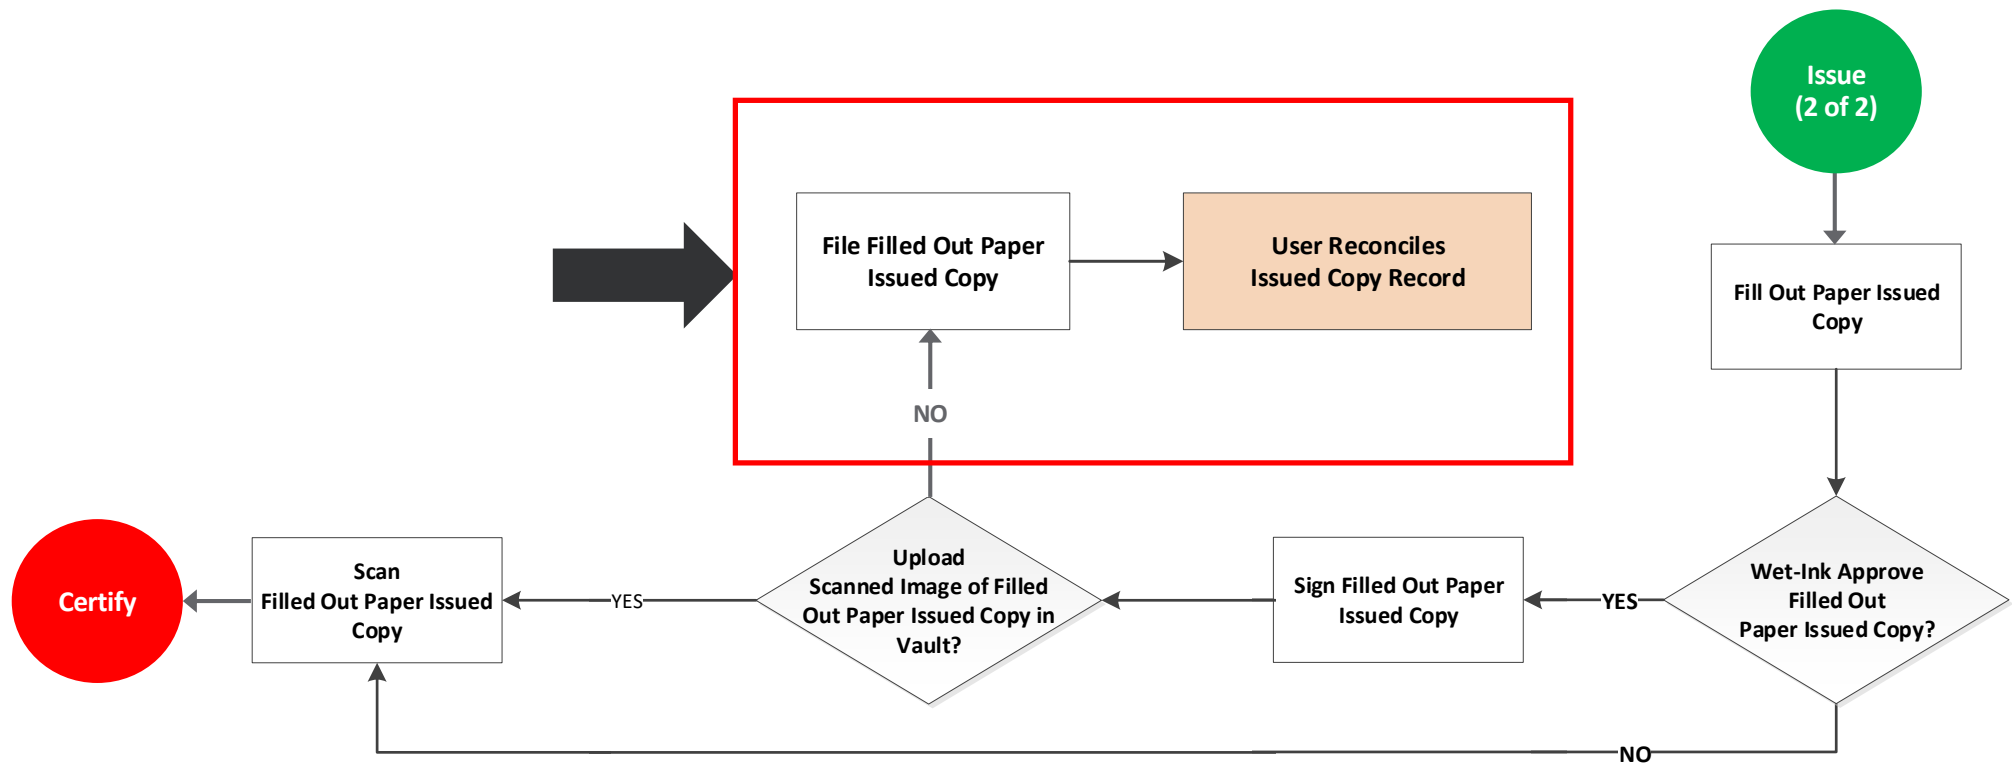 Issue
(2 of 2)
File Filled Out Paper
Issued Copy
User Reconciles
Issued Copy Record
Fill Out Paper Issued
Copy
NO
Certify
Scan
Filled Out Paper Issued
Copy
YES
Upload
Scanned Image of Filled
Out Paper Issued Copy in
Vault?
Sign Filled Out Paper
Issued Copy
YES
Wet-Ink Approve
Filled Out
Paper Issued Copy?
NO